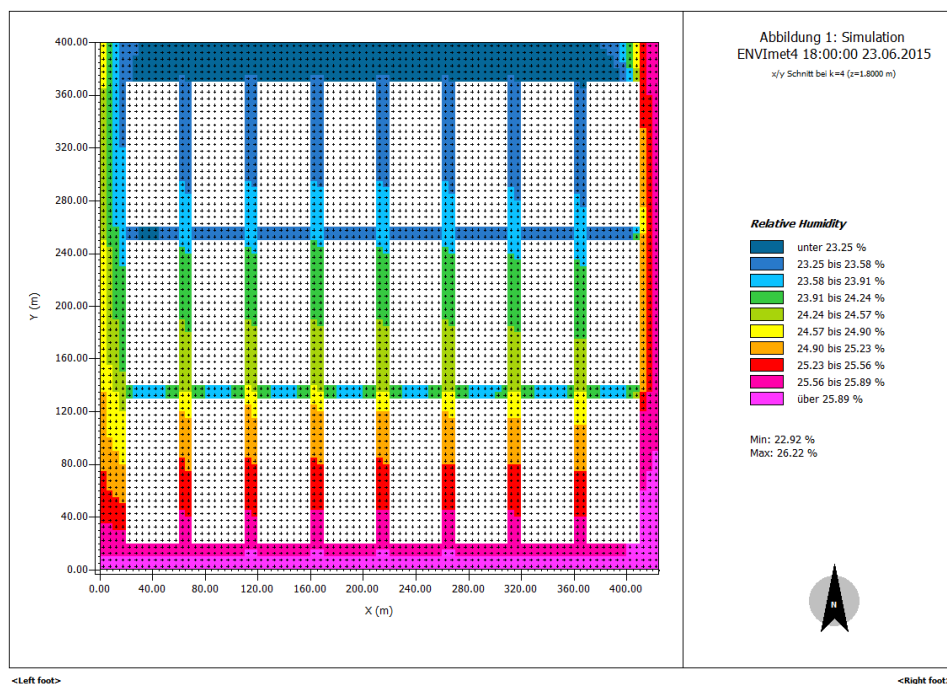 Abbildung 1: Simulation
ENVImet4 18:00:00 23.06.2015
x/y Schnitt bei k=4 (z=1.8000 m)
400.00
360.00
320.00
280.00
240.00
200.00
160.00
120.00
80.00
40.00
0.00
Y (m)
0.00 40.00 80.00 120.00 160.00 200.00 240.00 280.00 320.00 360.00 400.00
X (m)
Relative Humidity
unter 23.25 %
23.25 bis 23.58 %
23.58 bis 23.91 %
23.91 bis 24.24 %
24.24 bis 24.57 %
24.57 bis 24.90 %
24.90 bis 25.23 %
25.23 bis 25.56 %
25.56 bis 25.89 %
über 25.89 %
Min: 22.92 %
Max: 26.22 %
N
<Left foot>
<Right foot>